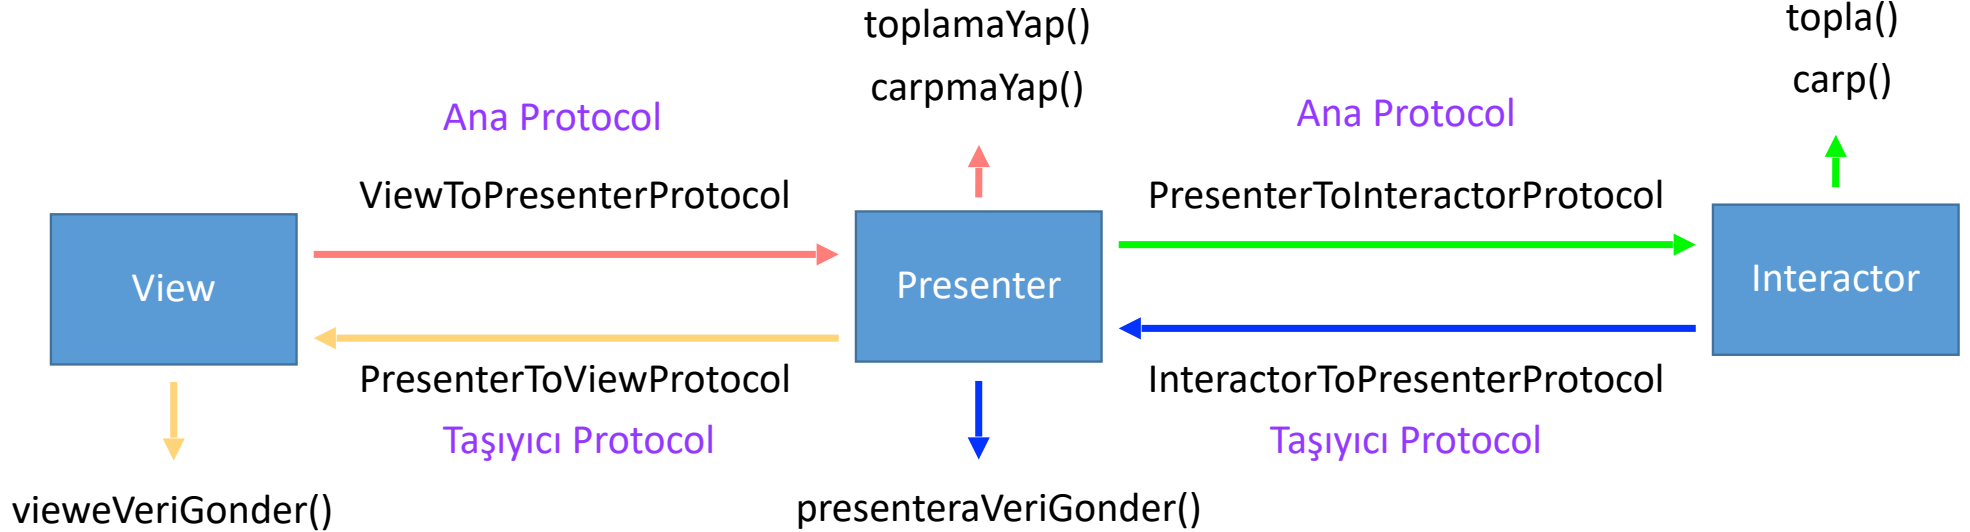 toplamaYap()
carpmaYap()
topla()
carp()
Ana Protocol
Ana Protocol
ViewToPresenterProtocol
PresenterToInteractorProtocol
View
Presenter
Interactor
PresenterToViewProtocol
InteractorToPresenterProtocol
Taşıyıcı Protocol
Taşıyıcı Protocol
vieweVeriGonder()
presenteraVeriGonder()